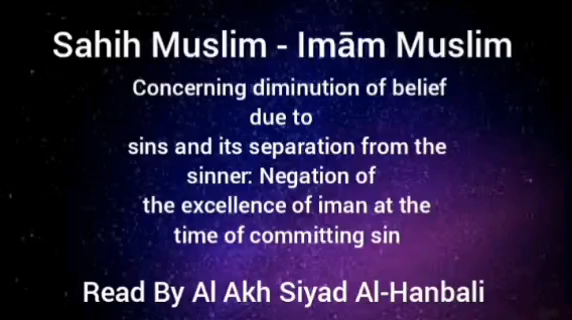 Sahih Muslim - Imām Muslim
Concerning diminution of belief
due to
sins and its separation from the
sinner: Negation of
the excellence of iman at the
time of committing sin
Read By Al Akh Siyad Al-Hanbali